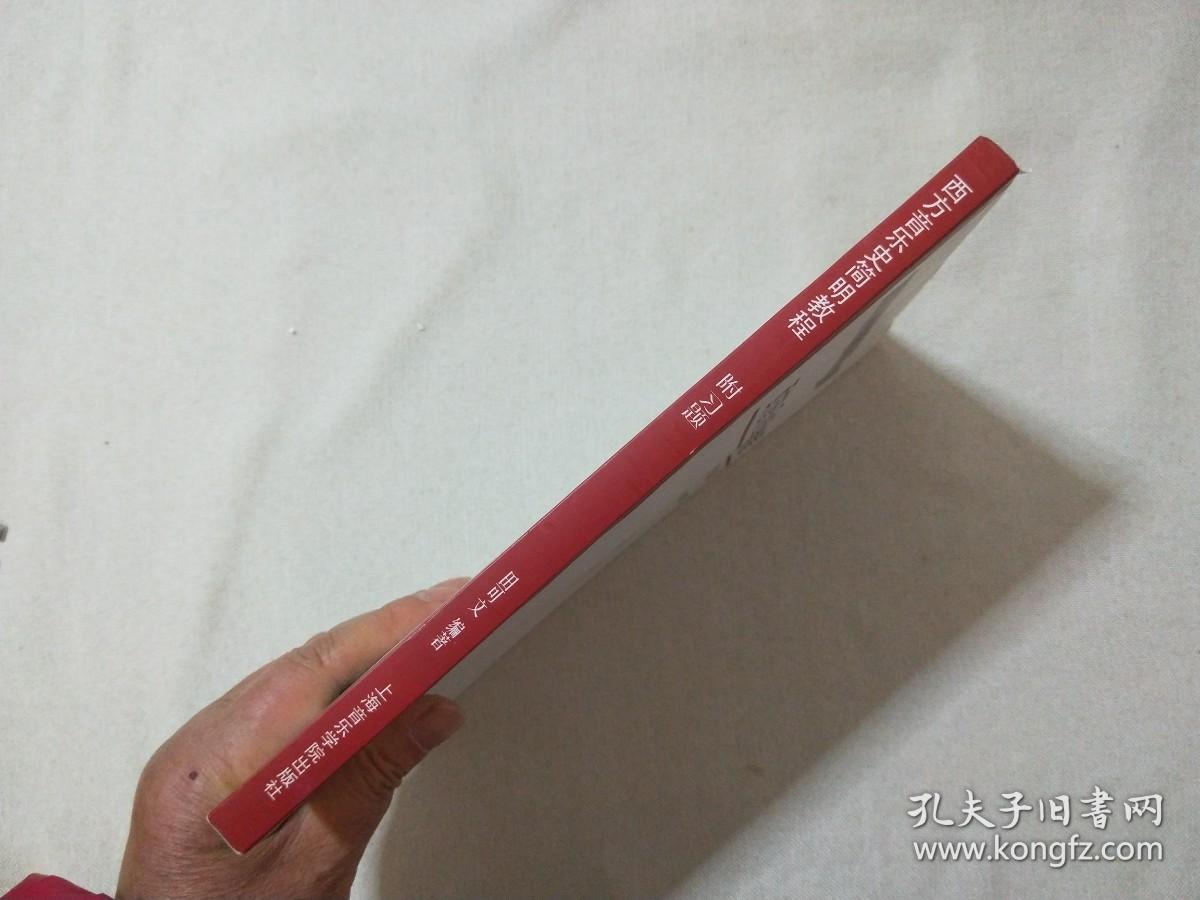 西方音乐史简明教程 附习题
田可文 编著
上海音乐学院出版社
孔夫子旧书网
www.kongfz.com